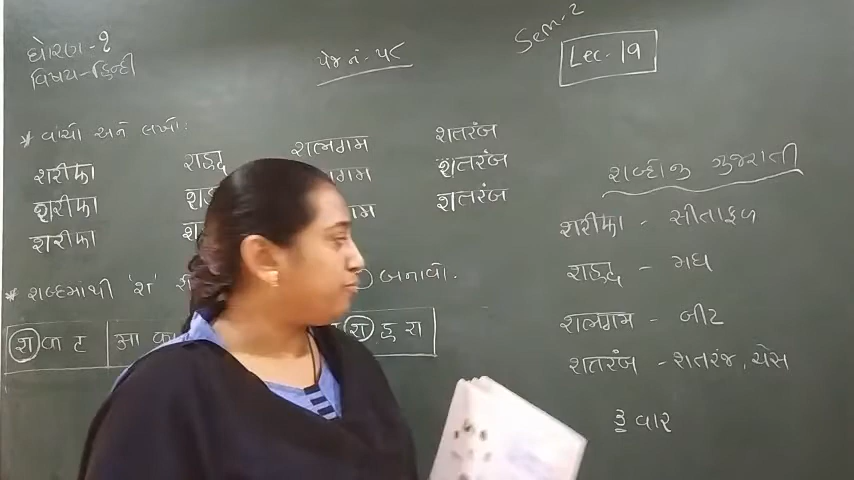 ધોરણ-૧
વિષય-હિન્દી
પેજ નં-૫૮
Sem-2
Lec-19
* વાંચો અને લખો:
शरीफा शहद शलगम शतरंज
शरीफा शतरंज
शरीफा शतरंज
* શબ્દમાંથી 'श' બનાવો.
श ह रा
શબ્દોનું ગુજરાતી
शरीफा - સીતાફળ
शहद - મધ
शलगम - બીટ
शतरंज - શતરંજ, ચેસ
૩ વાર